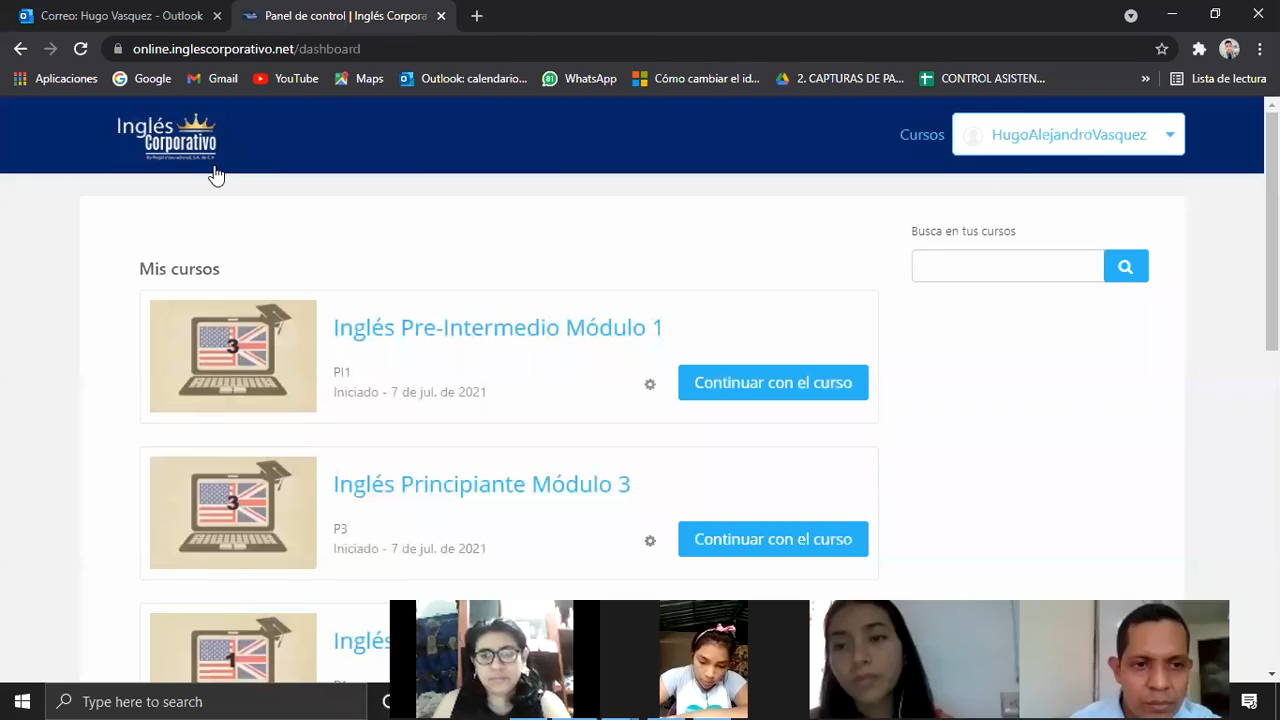 Correo: Hugo Vasquez - Outlook
Panel de control | Inglés Corpora
online.inglescorporativo.net/dashboard
Aplicaciones
Google
Gmail
YouTube
Maps
Outlook: calendario...
WhatsApp
Cómo cambiar el id...
2. CAPTURAS DE PA...
CONTROL ASISTEN...
»
Lista de lectura
Inglés
Corporativo
Cursos
HugoAlejandroVasquez
Busca en tus cursos
Mis cursos
3
Inglés Pre-Intermedio Módulo 1
PI1
Iniciado - 7 de jul. de 2021
Continuar con el curso
3
Inglés Principiante Módulo 3
P3
Iniciado - 7 de jul. de 2021
Continuar con el curso
1
Inglés
Type here to search